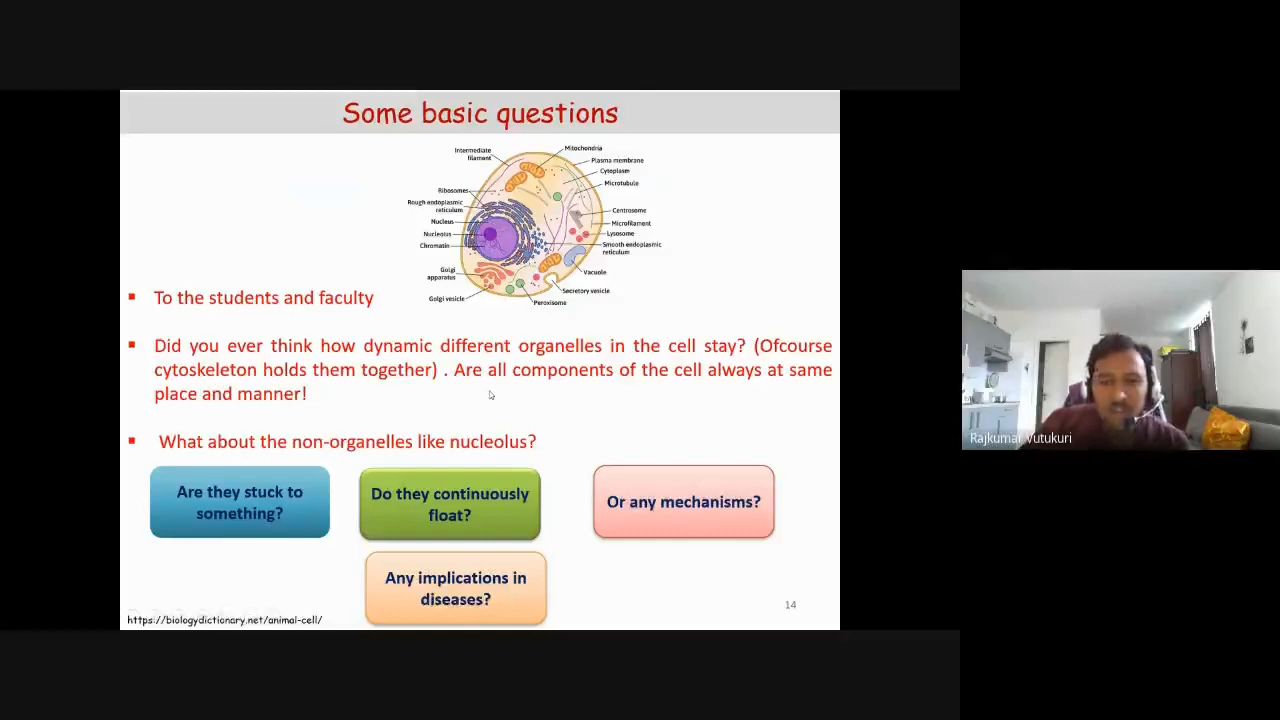 Some basic questions
Intermediate
filament
Mitochondria
Plasma membrane
Cytoplasm
Microtubule
Ribosomes
Rough endoplasmic
reticulum
Nucleus
Nucleolus
Chromatin
Centrosome
Microfilament
Lysosome
Smooth endoplasmic
reticulum
Golgi
apparatus
Vacuole
Golgi vesicle
Secretory vesicle
Peroxisome
▪ To the students and faculty
▪ Did you ever think how dynamic different organelles in the cell stay? (Ofcourse
cytoskeleton holds them together) . Are all components of the cell always at same
place and manner!
▪ What about the non-organelles like nucleolus?
Are they stuck to
something?
Do they continuously
float?
Or any mechanisms?
Any implications in
diseases?
14
https://biologydictionary.net/animal-cell/
Rajkumar Vutukuri